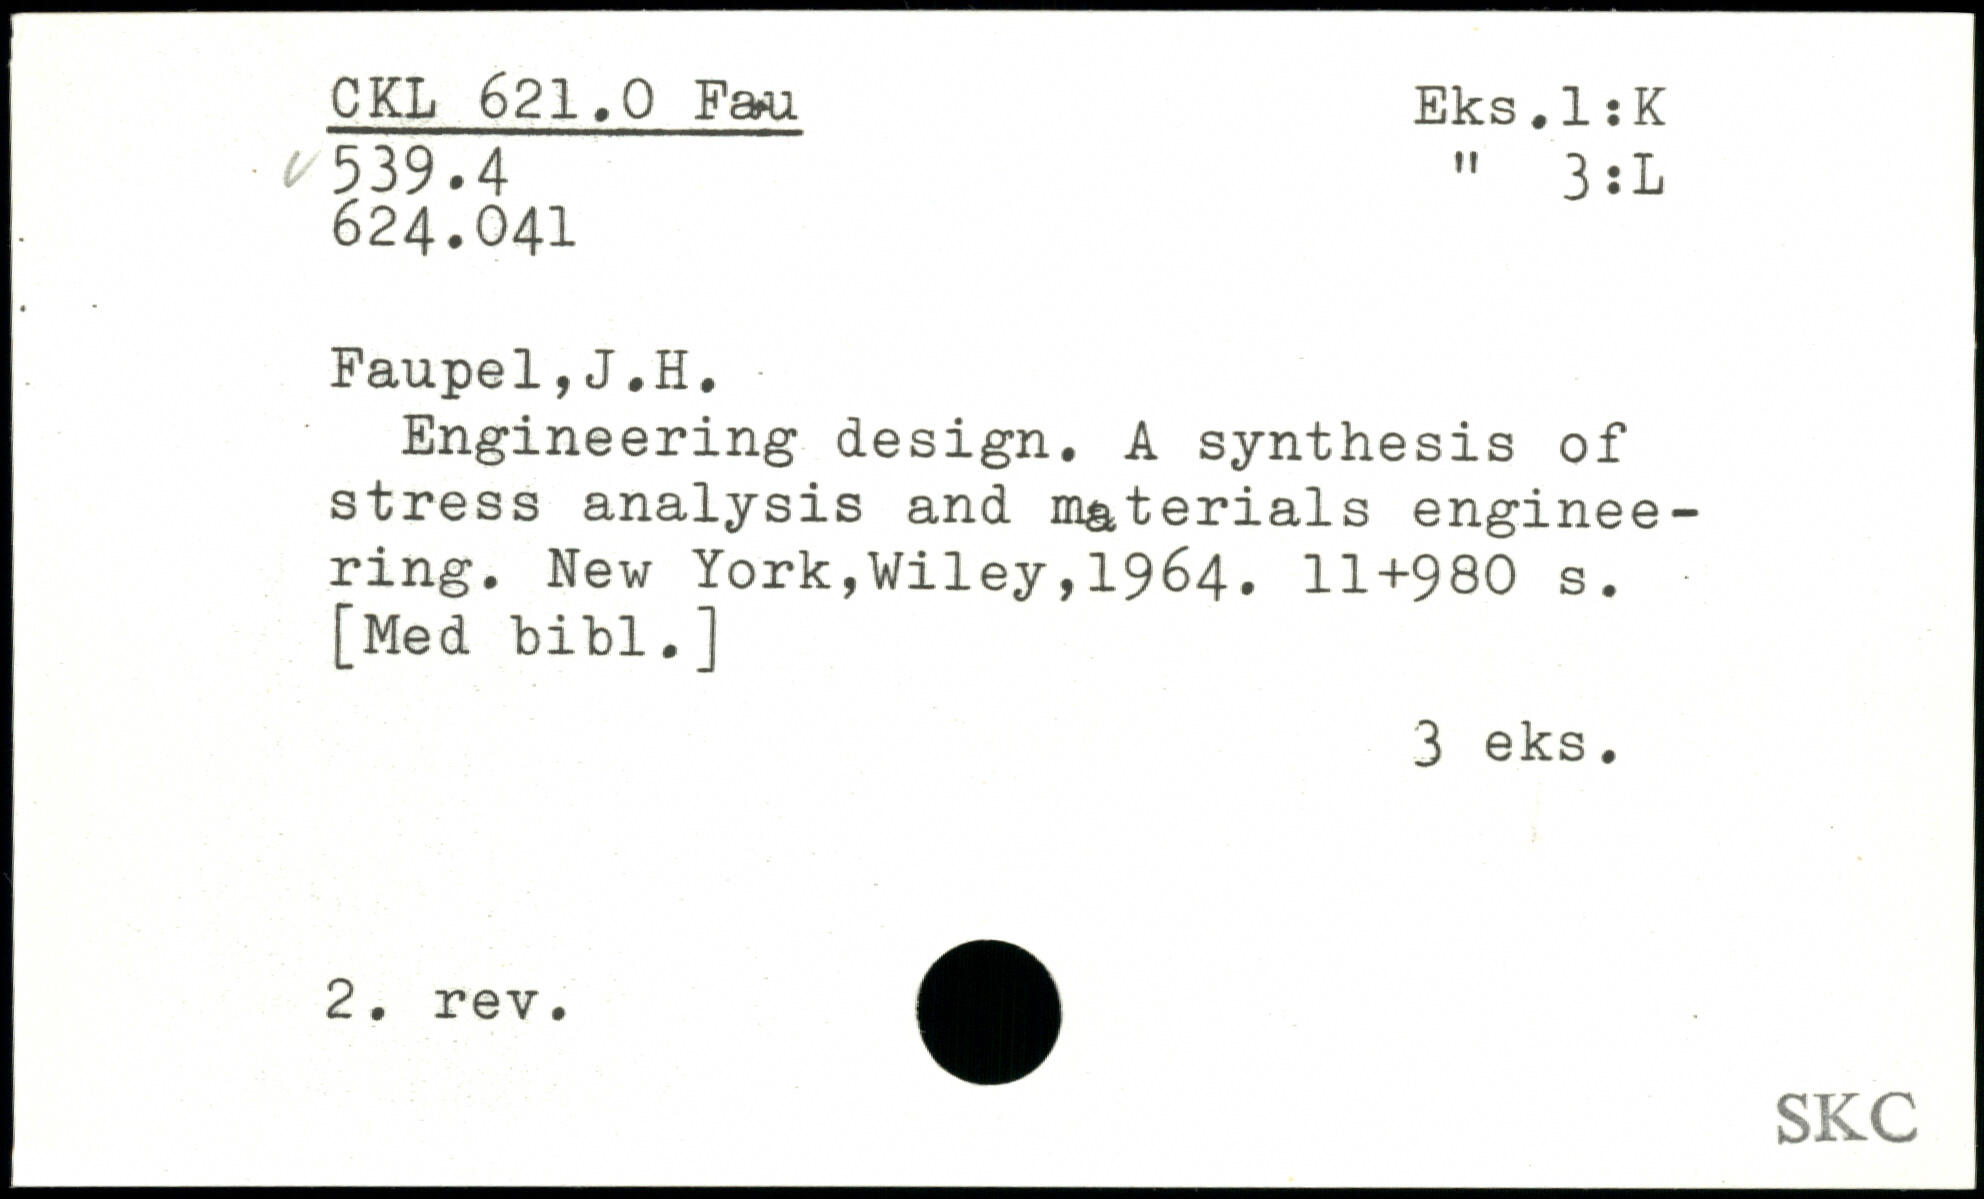 CKL 621.0 Fau
Eks.1:K
539.4
" 3:L
624.041
Faupel,J.H.
Engineering design. A synthesis of
stress analysis and materials enginee-
ring. New York,Wiley,1964. 11+980 s.
[Med bibl.]
3 eks.
2. rev.
SKC